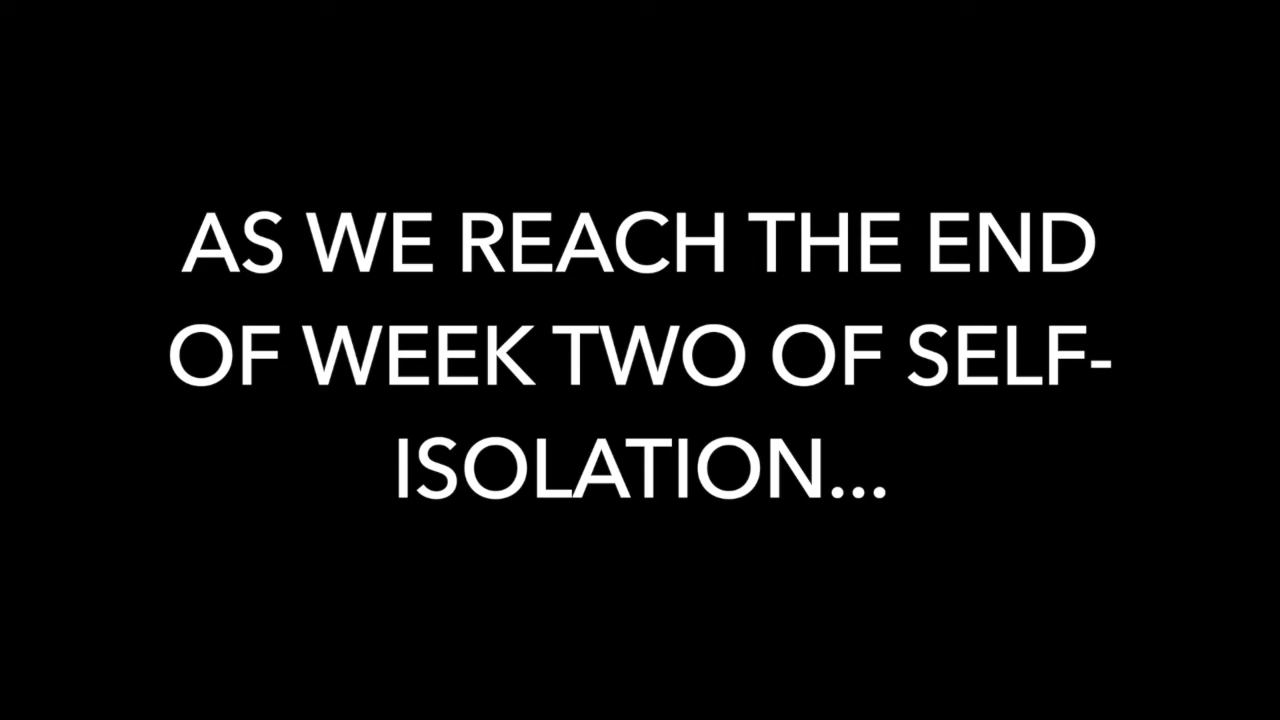 AS WE REACH THE END
OF WEEK TWO OF SELF-
ISOLATION...